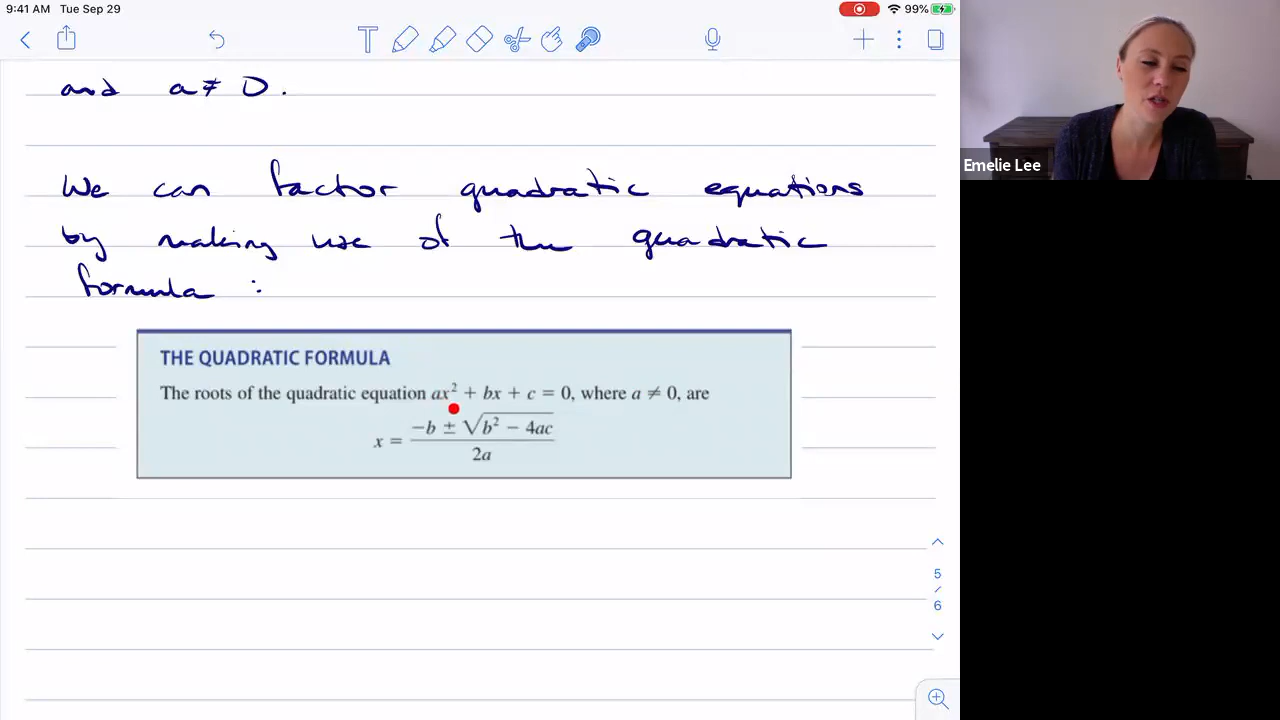 9:41 AM Tue Sep 29
99%
T
and a ≠ 0.
We can factor quadratic equations
by making use of the quadratic
formula :
THE QUADRATIC FORMULA
The roots of the quadratic equation ax² + bx + c = 0, where a ≠ 0, are
x = (-b ± √(b² − 4ac)) / 2a
5
/
6
Emelie Lee